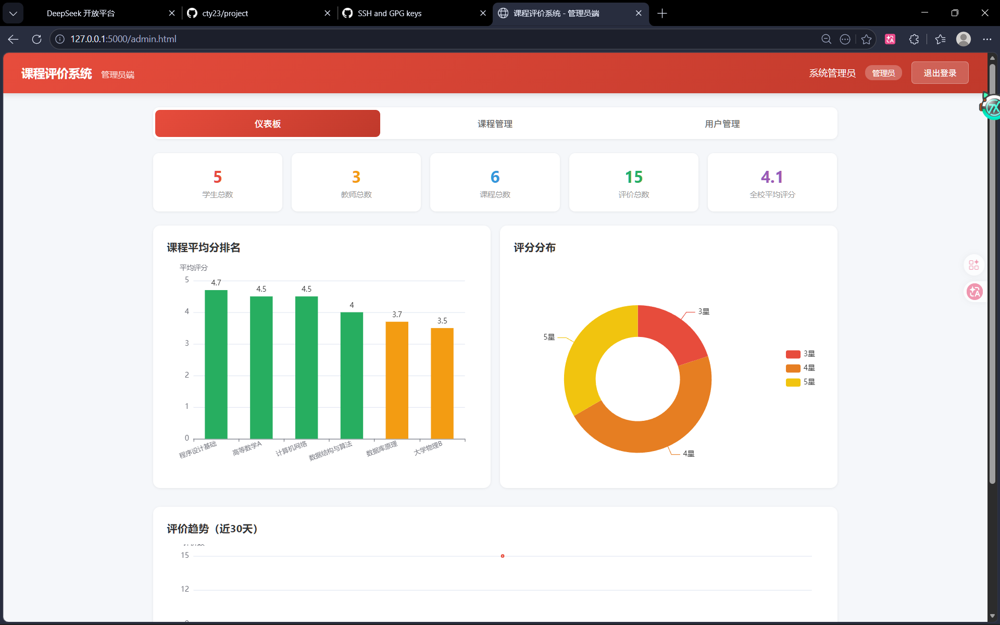 DeepSeek 开放平台
cty23/project
SSH and GPG keys
课程评价系统 - 管理员端
127.0.0.1:5000/admin.html
课程评价系统 管理员端
系统管理员 管理员 退出登录
仪表板 课程管理 用户管理
5 3 6 15 4.1
学生总数 教师总数 课程总数 评价总数 全校平均评分
课程平均分排名
平均评分
5
4
3
2
1
0
4.7 4.5 4.5 4 3.7 3.5
程序设计基础 高等数学A 计算机网络 数据结构与算法 数据库原理 大学物理B
评分分布
3星
5星
4星
3星
4星
5星
评价趋势（近30天）
15
12